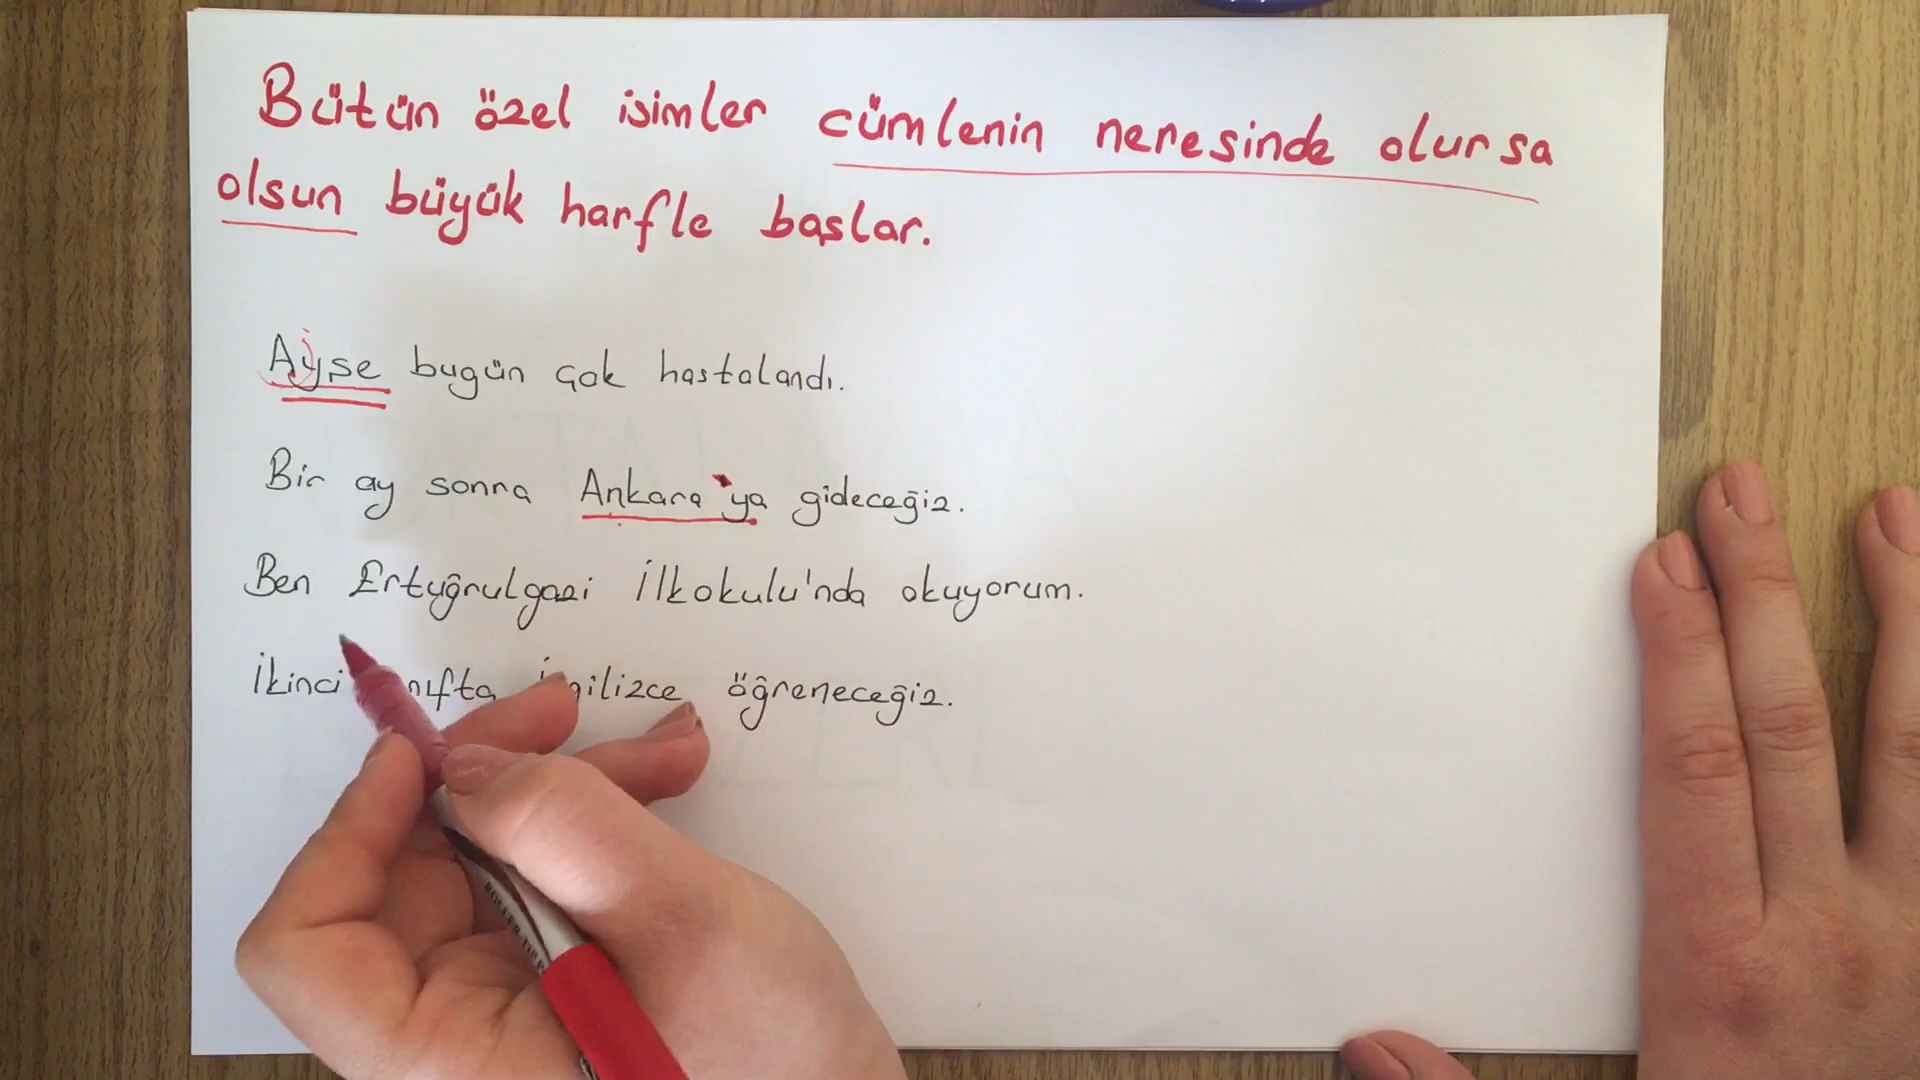 Bütün özel isimler cümlenin neresinde olursa
olsun büyük harfle başlar.
Ayşe bugün çok hastalandı.
Bir ay sonra Ankara'ya gideceğiz.
Ben Ertuğrulgazi İlkokulu'nda okuyorum.
İkinci öğreneceğiz.